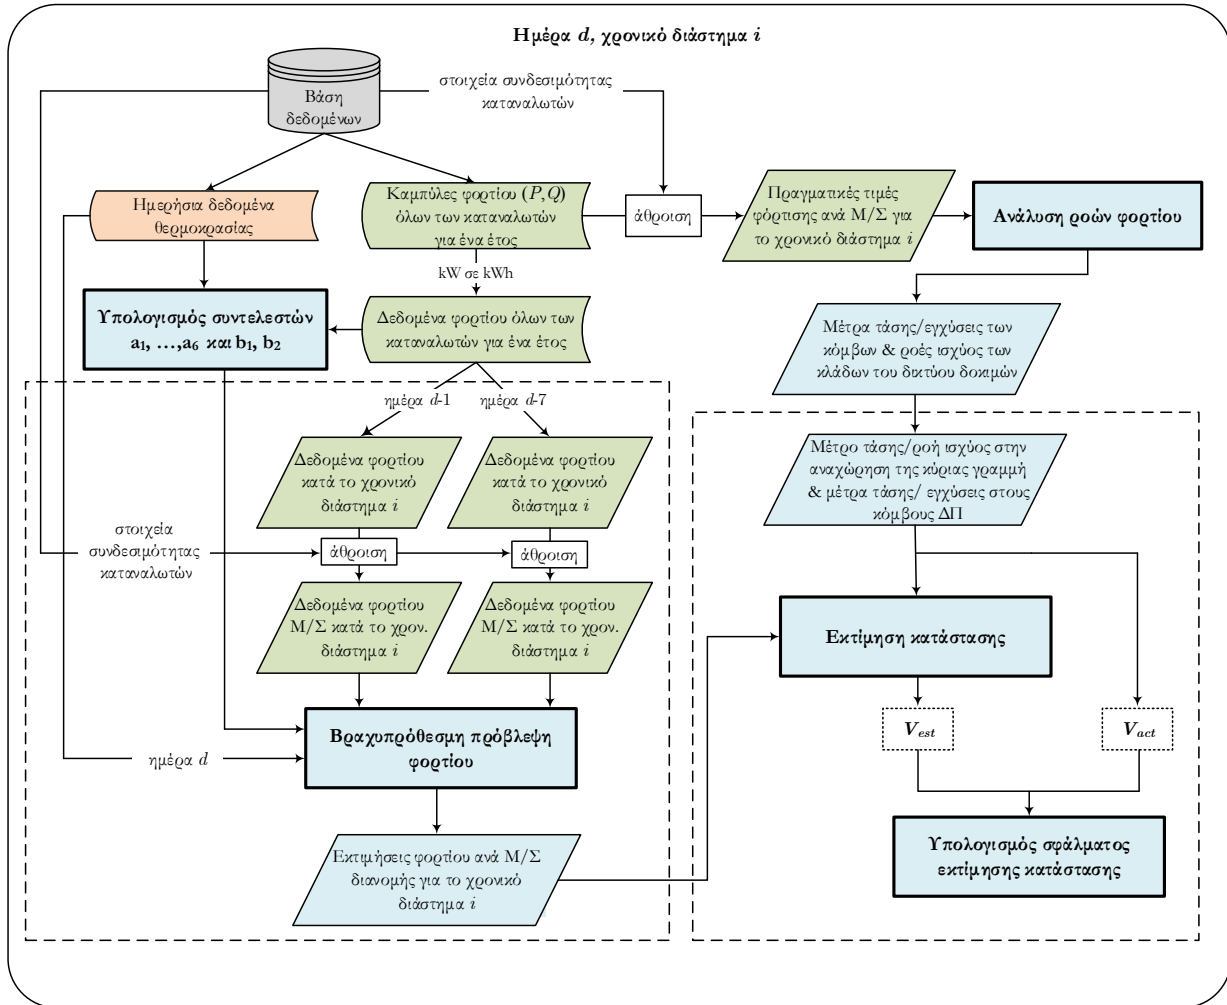 Ημέρα d, χρονικό διάστημα i
Βάση
δεδομένων
στοιχεία συνδεσιμότητας
καταναλωτών
Ημερήσια δεδομένα
θερμοκρασίας
Καμπύλες φορτίου (P,Q)
όλων των καταναλωτών
για ένα έτος
άθροιση
Πραγματικές τιμές
φόρτισης ανά Μ/Σ για
το χρονικό διάστημα i
Ανάλυση ροών φορτίου
kW σε kWh
Υπολογισμός συντελεστών
a1, …,a6 και b1, b2
Δεδομένα φορτίου όλων των
καταναλωτών για ένα έτος
Μέτρα τάσης/εγχύσεις των
κόμβων & ροές ισχύος των
κλάδων του δικτύου δοκιμών
ημέρα d-1
ημέρα d-7
Δεδομένα φορτίου
κατά το χρονικό
διάστημα i
Δεδομένα φορτίου
κατά το χρονικό
διάστημα i
Μέτρο τάσης/ροή ισχύος στην
αναχώρηση της κύριας γραμμή
& μέτρα τάσης/ εγχύσεις στους
κόμβους ΔΠ
στοιχεία
συνδεσιμότητας
καταναλωτών
άθροιση
άθροιση
Δεδομένα φορτίου
Μ/Σ κατά το χρον.
διάστημα i
Δεδομένα φορτίου
Μ/Σ κατά το χρον.
διάστημα i
Εκτίμηση κατάστασης
Βραχυπρόθεσμη πρόβλεψη
φορτίου
ημέρα d
Vest
Vact
Εκτιμήσεις φορτίου ανά Μ/Σ
διανομής για το χρονικό
διάστημα i
Υπολογισμός σφάλματος
εκτίμησης κατάστασης